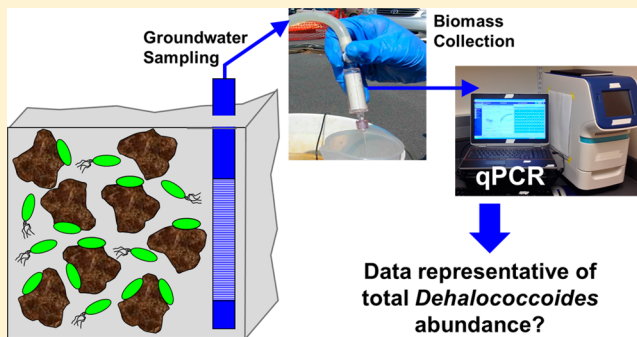 Groundwater
Sampling
Biomass
Collection
qPCR
Data representative of
total Dehalococcoides
abundance?